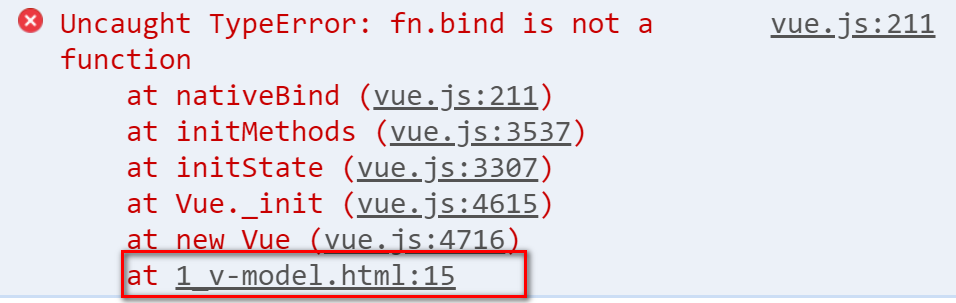 Uncaught TypeError: fn.bind is not a vue.js:211
function
at nativeBind (vue.js:211)
at initMethods (vue.js:3537)
at initState (vue.js:3307)
at Vue._init (vue.js:4615)
at new Vue (vue.js:4716)
at 1_v-model.html:15